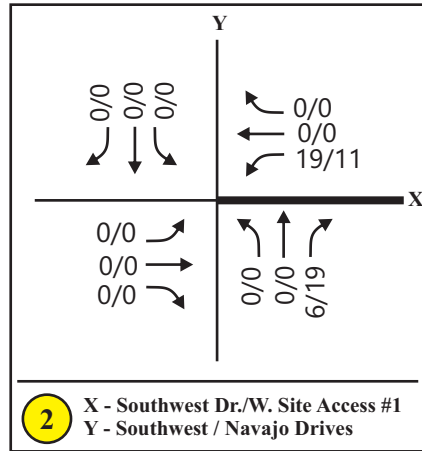 Y
0/0 0/0 0/0
0/0
0/0
19/11
X
0/0
0/0
0/0
0/0 0/0 6/19
2
X - Southwest Dr./W. Site Access #1
Y - Southwest / Navajo Drives